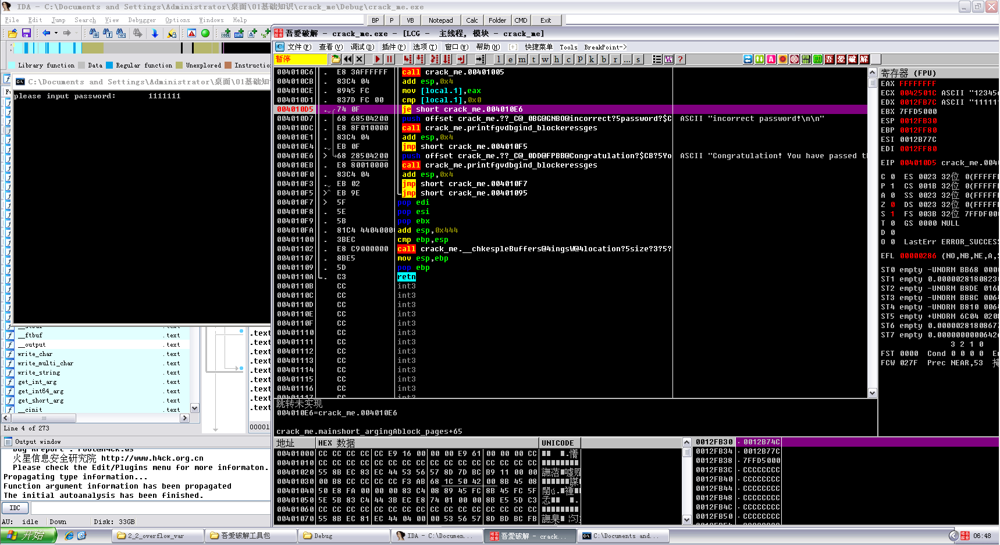 IDA - C:\Documents and Settings\Administrator\桌面\01基础知识\crack_me\Debug\crack_me.exe
File Edit Jump Search View Debugger Options Windows Help
BP P VB Notepad Calc Folder CMD Exit
吾爱破解 - crack_me.exe - [LCG - 主线程, 模块 - crack_me]
文件(F) 查看(V) 调试(D) 插件(P) 选项(T) 窗口(W) 帮助(H) [+] 快捷菜单 Tools BreakPoint->
暂停
l e m t w h c P k b r ... s ?
吾 爱 破 解
Library function Data Regular function Unexplored Instructio
C:\Documents and Settings\Administrator\桌面\01基础知
please input password: 1111111
004010C6 . E8 3AFFFFFF call crack_me.00401005
004010CB . 83C4 04 add esp,0x4
004010CE . 8945 FC mov [local.1],eax
004010D1 . 837D FC 00 cmp [local.1],0x0
004010D5 . 74 0F je short crack_me.004010E6
004010D7 . 68 68504200 push offset crack_me.??_C@_0BG@GNBO@incorrect?5password?$C ASCII "incorrect password!\n\n"
004010DC . E8 8F010000 call crack_me.printfgvdbgind_blockeressges
004010E1 . 83C4 04 add esp,0x4
004010E4 . EB 0F jmp short crack_me.004010F5
004010E6 > 68 28504200 push offset crack_me.??_C@_0DD@FPBB@Congratulation?$CB?5Yo ASCII "Congratulation! You have passed th
004010EB . E8 80010000 call crack_me.printfgvdbgind_blockeressges
004010F0 . 83C4 04 add esp,0x4
004010F3 . EB 02 jmp short crack_me.004010F7
004010F5 > EB 9E jmp short crack_me.00401095
004010F7 > 5F pop edi
004010F8 . 5E pop esi
004010F9 . 5B pop ebx
004010FA . 81C4 4404000 add esp,0x444
00401100 . 3BEC cmp ebp,esp
00401102 . E8 C9000000 call crack_me.__chkespleBuffers@4ingsW@4location?5size?3?5?
00401107 . 8BE5 mov esp,ebp
00401109 . 5D pop ebp
0040110A . C3 retn
0040110B CC int3
0040110C CC int3
0040110D CC int3
0040110E CC int3
0040110F CC int3
00401110 CC int3
00401111 CC int3
00401112 CC int3
00401113 CC int3
00401114 CC int3
00401115 CC int3
00401116 CC int3
00401117 CC int3
跳转未实现
004010E6=crack_me.004010E6
crack_me.mainshort_argingAblock_pages+65
寄存器 (FPU)
EAX FFFFFFFF
ECX 0042501C ASCII "123456
EDX 0012FB7C ASCII "11111
EBX 7FFD5000
ESP 0012FB30
EBP 0012FF80
ESI 0012B77C
EDI 0012FF80
EIP 004010D5 crack_me.004
C 0 ES 0023 32位 0(FFFFFF
P 1 CS 001B 32位 0(FFFFFF
A 0 SS 0023 32位 0(FFFFFF
Z 0 DS 0023 32位 0(FFFFFF
S 1 FS 003B 32位 7FFDF000
T 0 GS 0000 NULL
D 0
O 0 LastErr ERROR_SUCCESS
EFL 00000286 (NO,NB,NE,A,S
ST0 empty -UNORM BB68 000
ST1 empty 0.0000028180823
ST2 empty -UNORM B8DE 016
ST3 empty -UNORM BB8C 006
ST4 empty -UNORM B810 006
ST5 empty +UNORM 6C04 020
ST6 empty 0.0000028180867
ST7 empty 0.000000000064
3 2 1 0
FST 0000 Cond 0 0 0 0 E
FCW 027F Prec NEAR,53 掩
__ftbuf .text
__output .text
write_char .text
write_multi_char .text
write_string .text
get_int_arg .text
get_int64_arg .text
get_short_arg .text
__cinit .text
.text
.text
.text
.text
.text
.text
.text
.text
.text
00001
Line 4 of 273
Output window
火星信息安全研究院 http://www.h4ck.org.cn
Please check the Edit/Plugins menu for more informaton.
Propagating type information...
Function argument information has been propagated
The initial autoanalysis has been finished.
IDC
AU: idle Down Disk: 33GB
地址 HEX 数据 UNICODE
00401000 CC CC CC CC CC E9 16 00 00 00 E9 61 00 00 00 CC
00401010 CC CC CC CC CC CC CC CC CC CC CC CC CC CC CC CC
00401020 55 8B EC 83 EC 44 53 56 57 8D 7D BC B9 11 00 00
00401030 00 B8 CC CC CC CC F3 AB 68 1C 50 42 00 8B 45 08
00401040 50 E8 FA 00 00 00 83 C4 08 89 45 FC 8B 45 FC 5F
00401050 5E 5B 83 C4 44 3B EC E8 74 01 00 00 8B E5 5D C3
00401060 CC CC CC CC CC CC CC CC CC CC CC CC CC CC CC CC
00401070 55 8B EC 81 EC 44 04 00 00 53 56 57 8D BD BC FB
0012FB30 0012B74C
0012FB34 0012B77C
0012FB38 7FFD5000
0012FB3C CCCCCCCC
0012FB40 CCCCCCCC
0012FB44 CCCCCCCC
0012FB48 CCCCCCCC
0012FB4C CCCCCCCC
0012FB50 CCCCCCCC
开始 2_2_overflow_var 吾爱破解工具包 Debug IDA - C:\Documen... 吾爱破解 - crack... C:\Documents and... 06:48